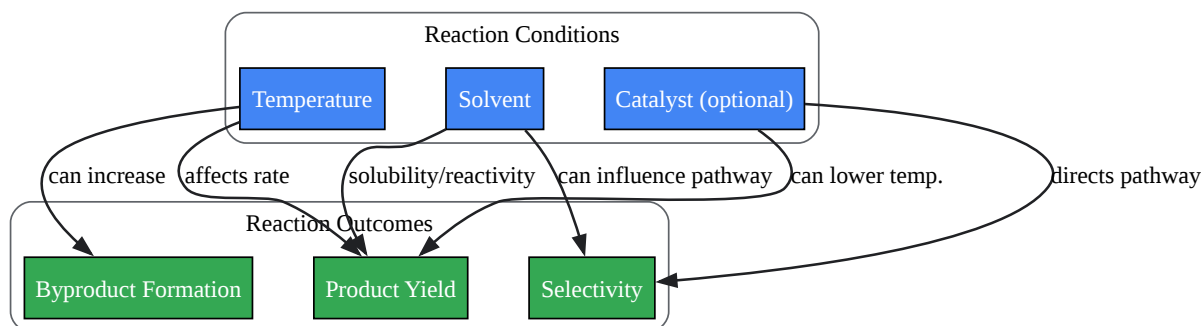 Reaction Conditions
Temperature
Solvent
Catalyst (optional)
can increase
affects rate
solubility/reactivity
can influence pathway
can lower temp.
directs pathway
Reaction Outcomes
Byproduct Formation
Product Yield
Selectivity